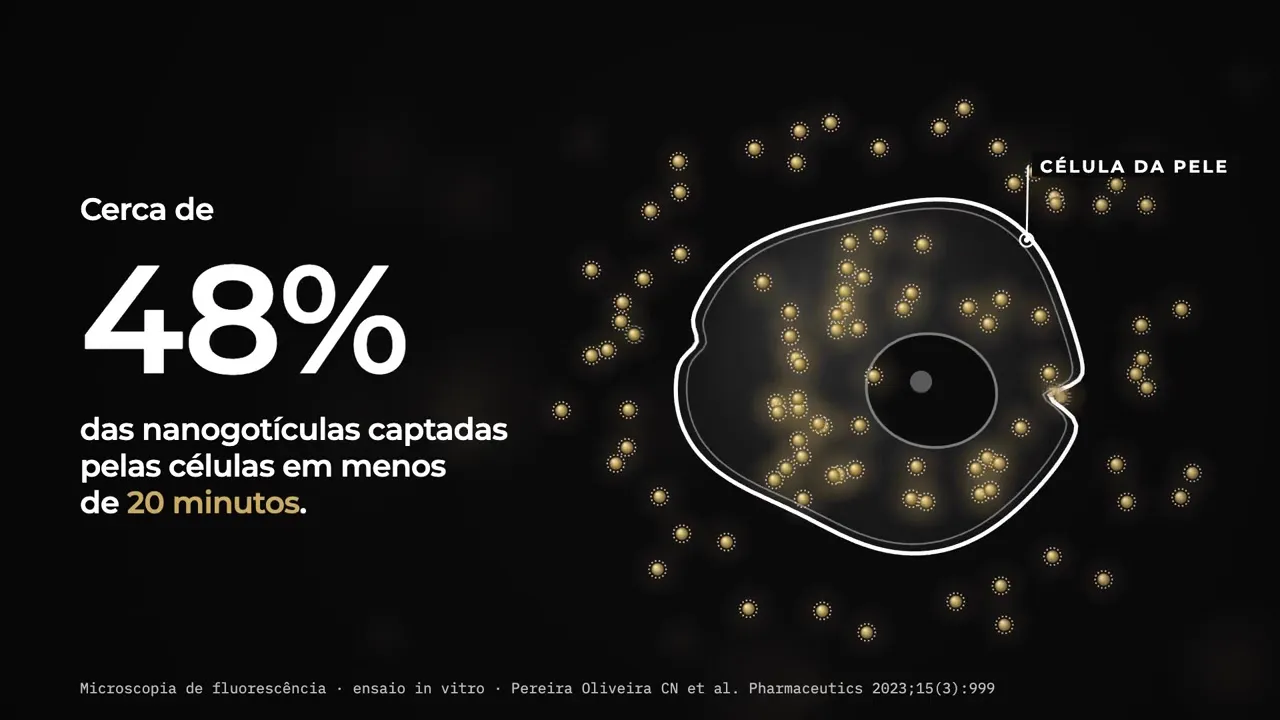 Cerca de
48%
das nanogotículas captadas
pelas células em menos
de 20 minutos.
CÉLULA DA PELE
Microscopia de fluorescência · ensaio in vitro · Pereira Oliveira CN et al. Pharmaceutics 2023;15(3):999